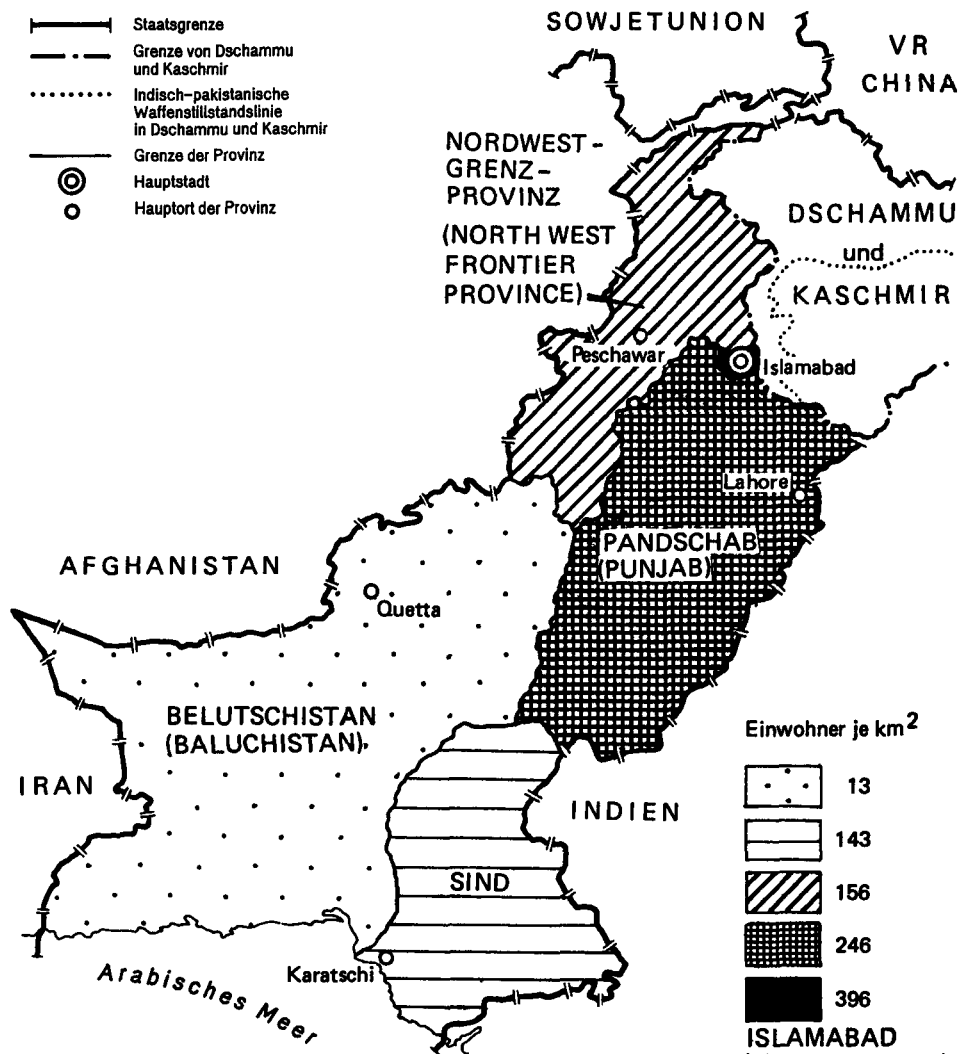 Staatsgrenze
Grenze von Dschammu
und Kaschmir
Indisch-pakistanische
Waffenstillstandslinie
in Dschammu und Kaschmir
Grenze der Provinz
Hauptstadt
Hauptort der Provinz
SOWJETUNION
VR
CHINA
NORDWEST-
GRENZ-
PROVINZ
(NORTH WEST
FRONTIER
PROVINCE)
DSCHAMMU
und
KASCHMIR
Peschawar
Islamabad
Lahore
PANDSCHAB
(PUNJAB)
AFGHANISTAN
Quetta
BELUTSCHISTAN
(BALUCHISTAN)
IRAN
INDIEN
SIND
Karatschi
Arabisches Meer
Einwohner je km²
13
143
156
246
396
ISLAMABAD